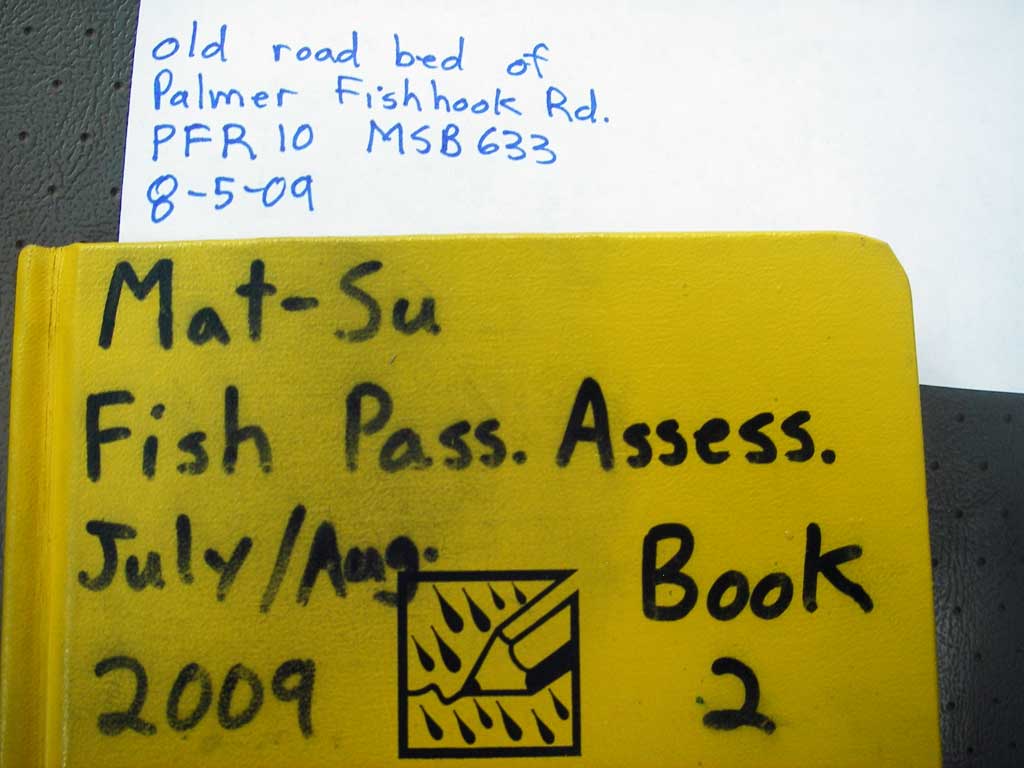 old road bed of
Palmer Fishhook Rd.
PFR 10 MSB 633
8-5-09
Mat-Su
Fish Pass. Assess.
July/Aug. Book
2009 2